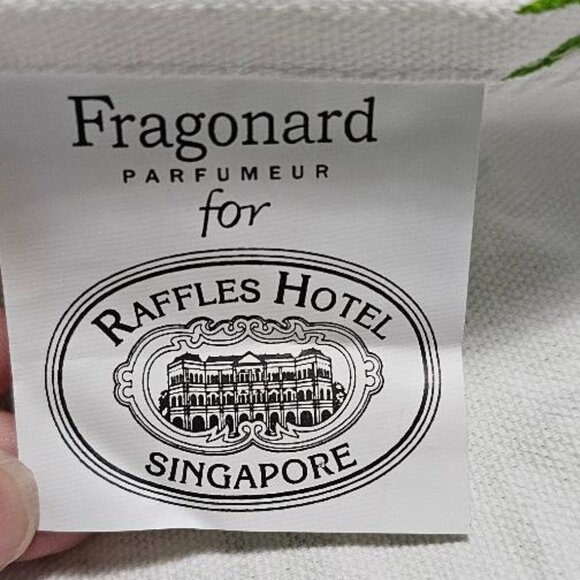 Fragonard
PARFUMEUR
for
RAFFLES HOTEL
SINGAPORE